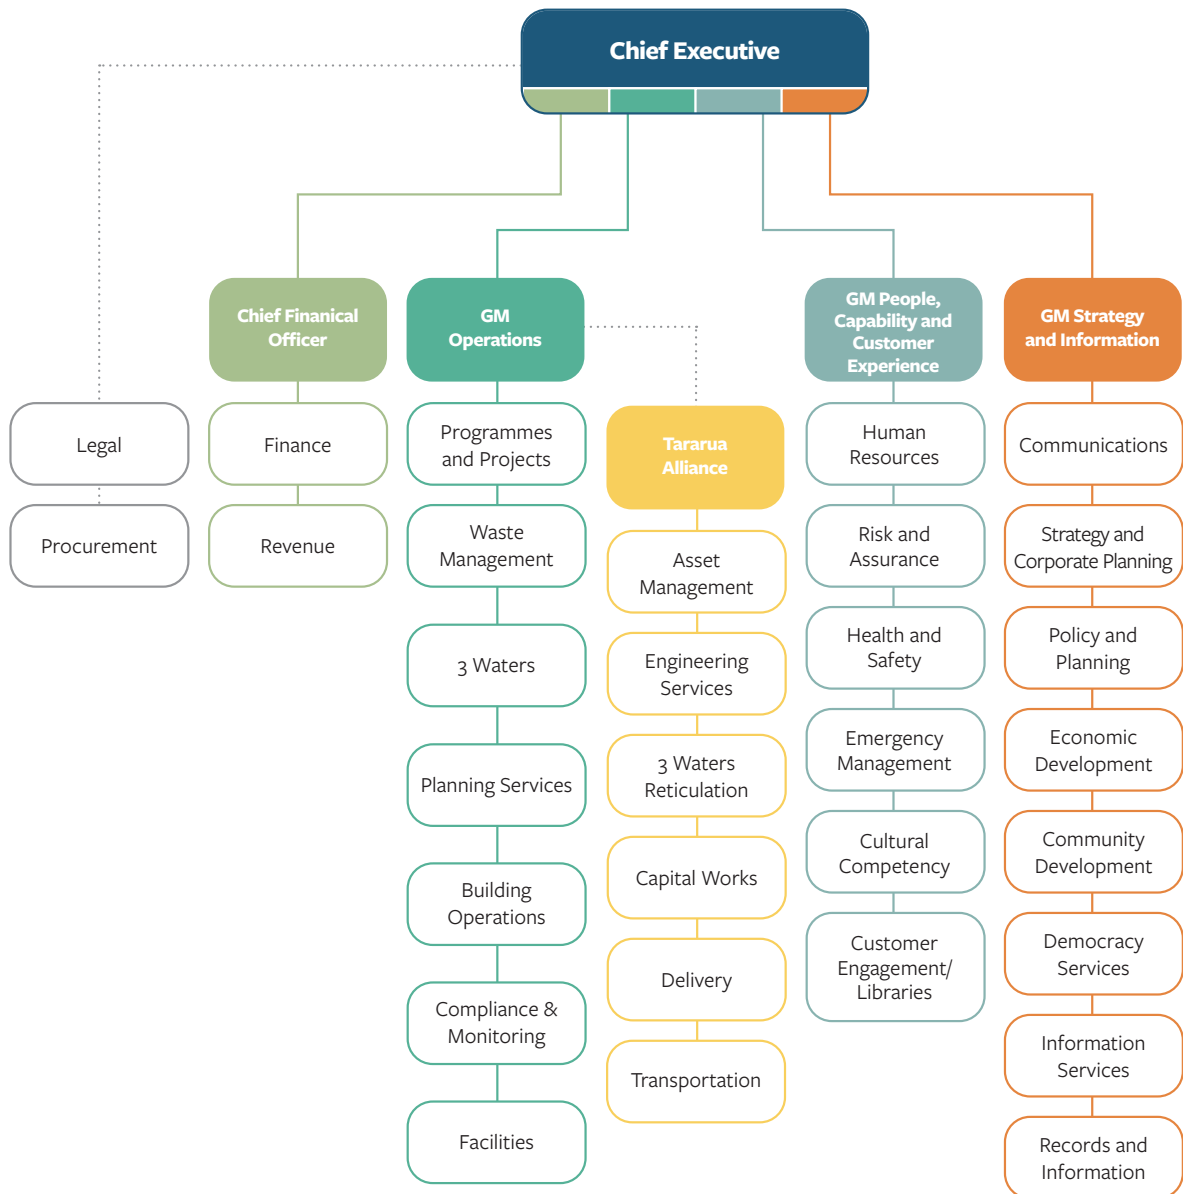 Chief Executive
Chief Finanical
Officer
GM
Operations
GM People,
Capability and
Customer
Experience
GM Strategy
and Information
Legal
Procurement
Finance
Revenue
Programmes
and Projects
Waste
Management
3 Waters
Planning Services
Building
Operations
Compliance &
Monitoring
Facilities
Tararua
Alliance
Asset
Management
Engineering
Services
3 Waters
Reticulation
Capital Works
Delivery
Transportation
Human
Resources
Risk and
Assurance
Health and
Safety
Emergency
Management
Cultural
Competency
Customer
Engagement/
Libraries
Communications
Strategy and
Corporate Planning
Policy and
Planning
Economic
Development
Community
Development
Democracy
Services
Information
Services
Records and
Information